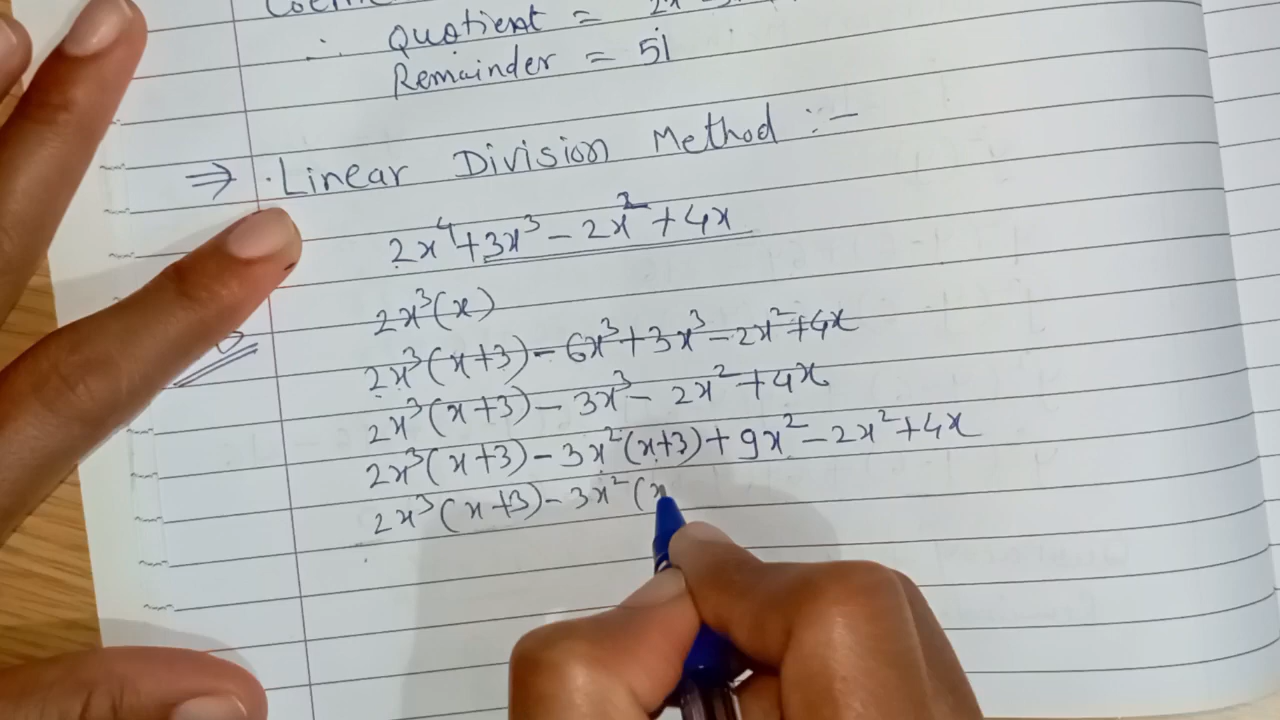 ∴ Quotient =
Remainder = 51
⇒ Linear Division Method :-
2x⁴+3x³-2x²+4x
2x³(x)
2x³(x+3)-6x³+3x³-2x²+4x
2x³(x+3)-3x³-2x²+4x
2x³(x+3)-3x²(x+3)+9x²-2x²+4x
2x³(x+3)-3x²(x